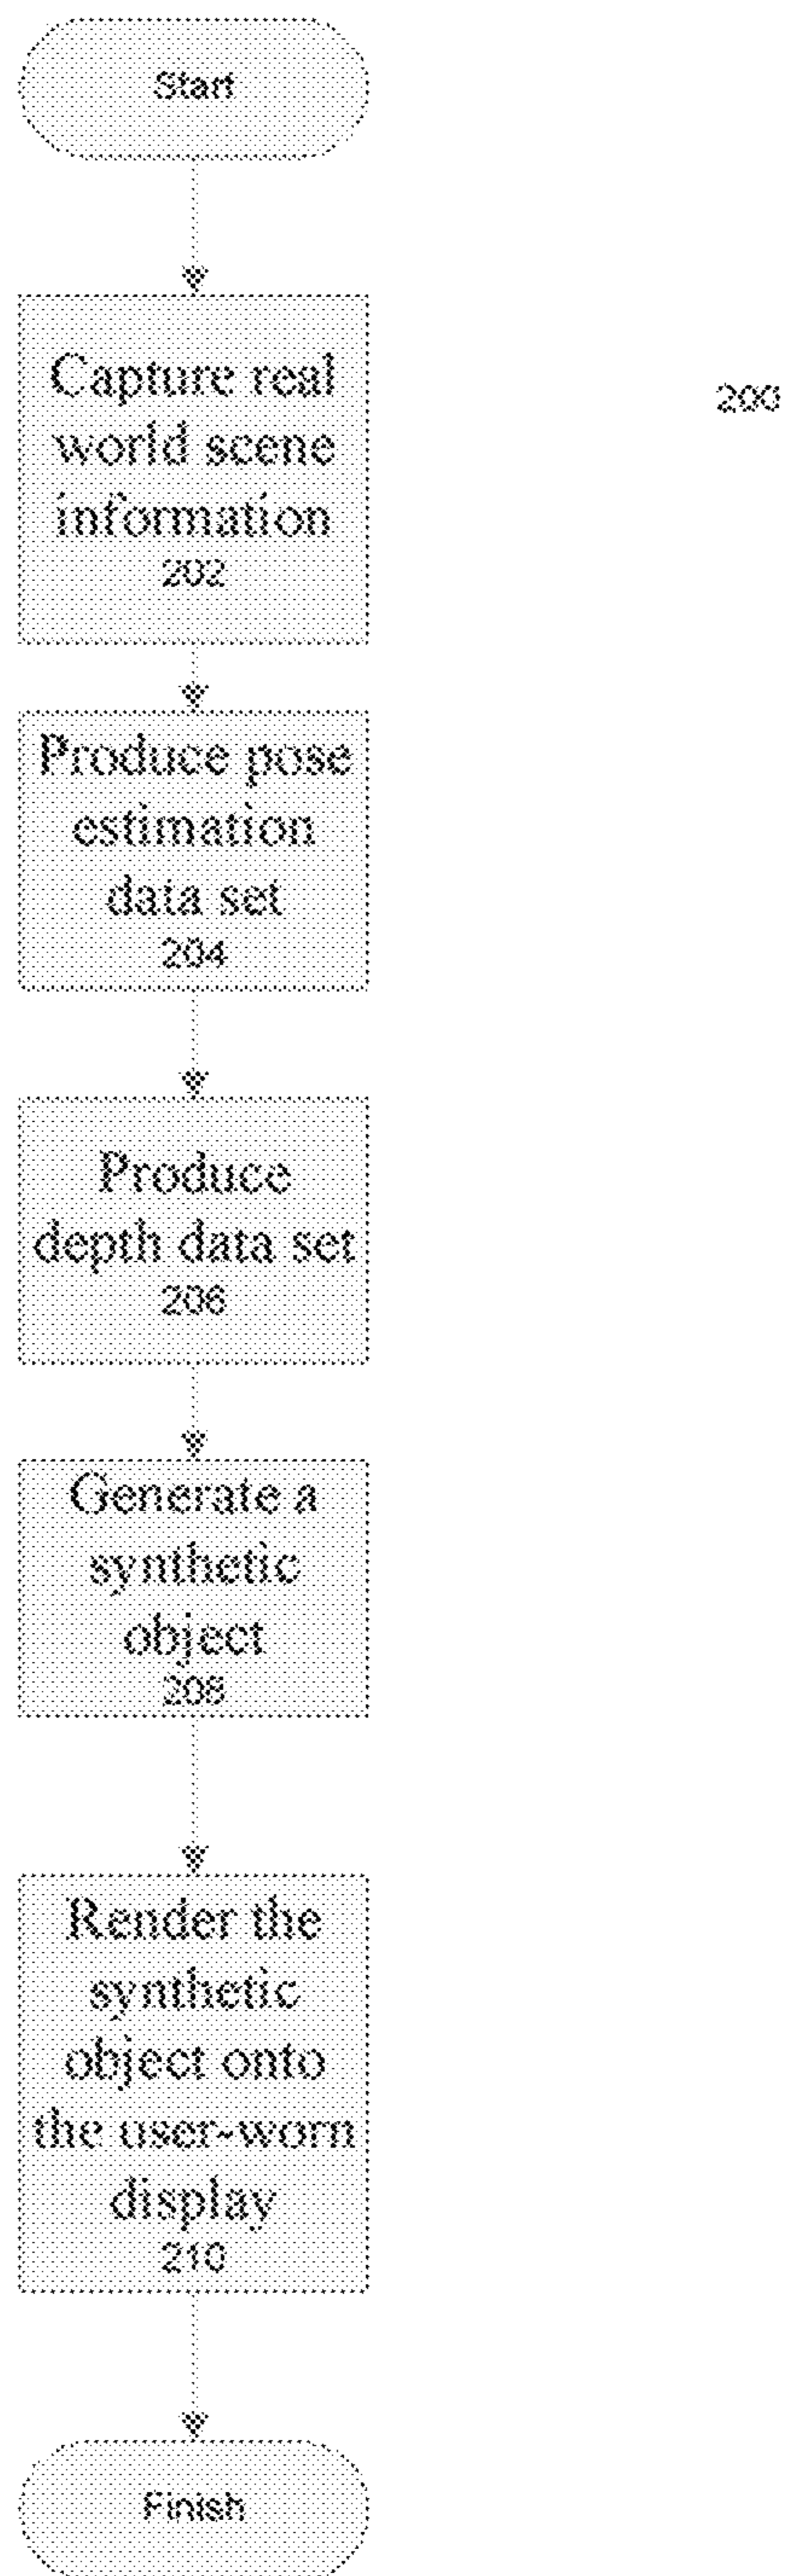 Start
Capture real
world scene
information
202
200
Produce pose
estimation
data set
204
Produce
depth data set
206
Generate a
synthetic
object
208
Render the
synthetic
object onto
the user-worn
display
210
Finish